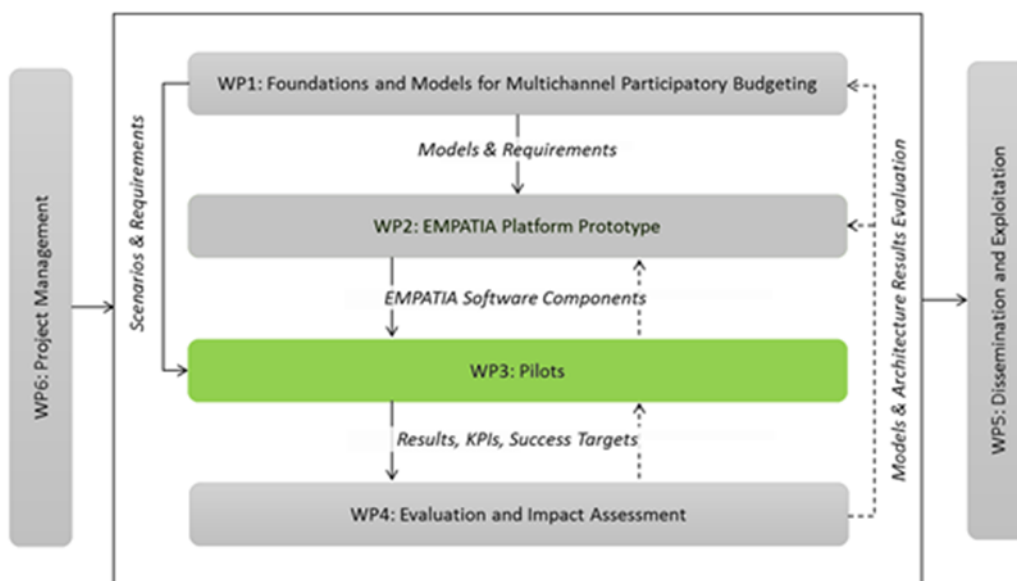 WP6: Project Management
Scenarios & Requirements
WP1: Foundations and Models for Multichannel Participatory Budgeting
Models & Requirements
WP2: EMPATIA Platform Prototype
EMPATIA Software Components
WP3: Pilots
Results, KPIs, Success Targets
WP4: Evaluation and Impact Assessment
Models & Architecture Results Evaluation
WP5: Dissemination and Exploitation